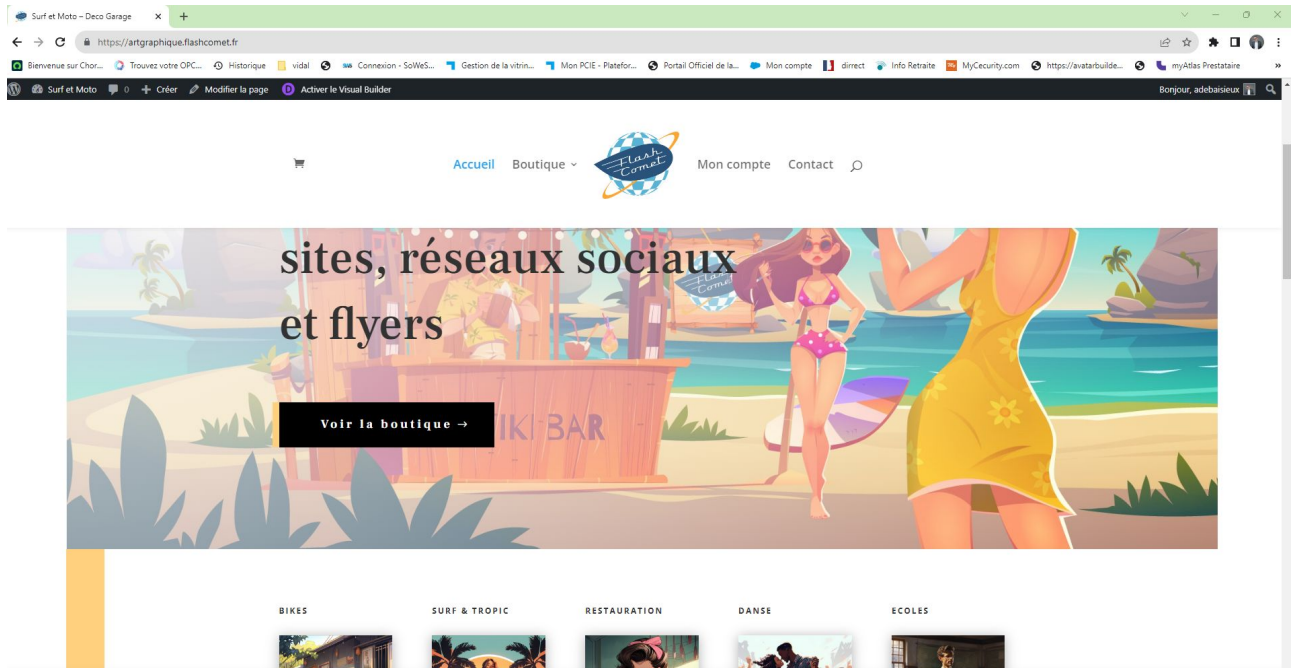 Surf et Moto – Deco Garage
https://artgraphique.flashcomet.fr
Bienvenue sur Chor... Trouvez votre OPC... Historique vidal Connexion - SoWeS... Gestion de la vitrin... Mon PCIE - Platefor... Portail Officiel de la... Mon compte dirrect Info Retraite MyCecurity.com https://avatarbuilde... myAtlas Prestataire »
Surf et Moto 0 + Créer Modifier la page Activer le Visual Builder Bonjour, adebaisieux
Accueil Boutique Flash Comet Mon compte Contact
sites, réseaux sociaux
et flyers
Flash
Comet
Voir la boutique →
TIKI-BAR
BIKES SURF & TROPIC RESTAURATION DANSE ECOLES